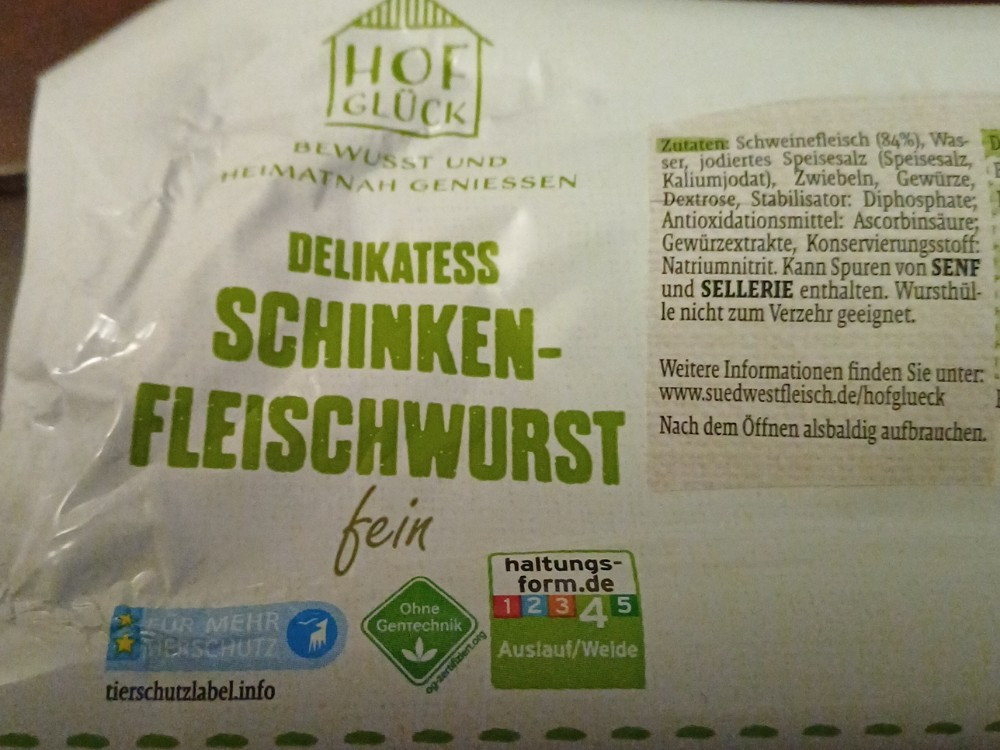 HOF
GLÜCK
BEWUSST UND
HEIMATNAH GENIESSEN
DELIKATESS
SCHINKEN-
FLEISCHWURST
fein
FÜR MEHR
TIERSCHUTZ
tierschutzlabel.info
Ohne
Gentechnik
og-zertifiziert.org
haltungs-
form.de
1 2 3 4 5
Auslauf/Weide
Zutaten: Schweinefleisch (84%), Was-
ser, jodiertes Speisesalz (Speisesalz,
Kaliumjodat), Zwiebeln, Gewürze,
Dextrose, Stabilisator: Diphosphate;
Antioxidationsmittel: Ascorbinsäure;
Gewürzextrakte, Konservierungsstoff:
Natriumnitrit. Kann Spuren von SENF
und SELLERIE enthalten. Wursthül-
le nicht zum Verzehr geeignet.
Weitere Informationen finden Sie unter:
www.suedwestfleisch.de/hofglueck
Nach dem Öffnen alsbaldig aufbrauchen.